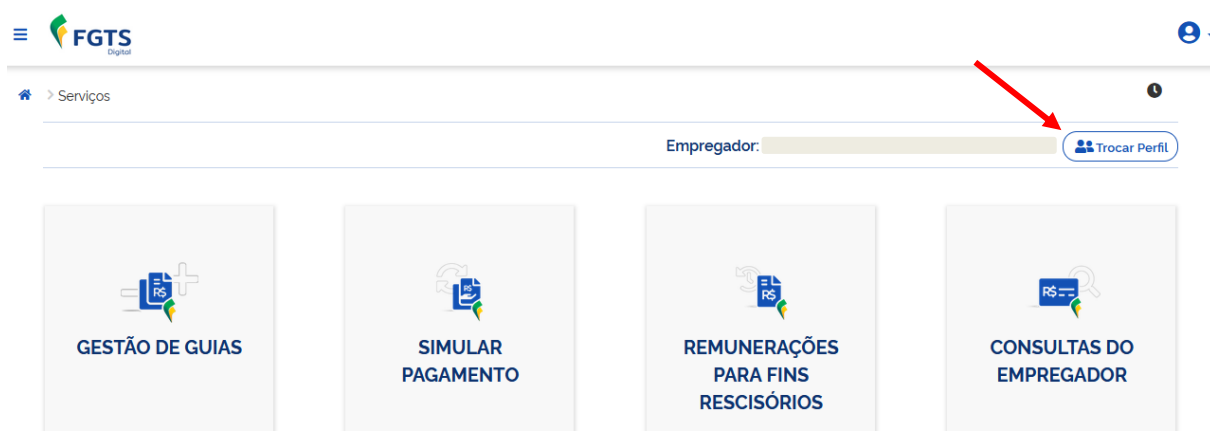 FGTS
Digital
Serviços
Empregador:
Trocar Perfil
R$
GESTÃO DE GUIAS
R$
SIMULAR
PAGAMENTO
R$
REMUNERAÇÕES
PARA FINS
RESCISÓRIOS
R$
CONSULTAS DO
EMPREGADOR